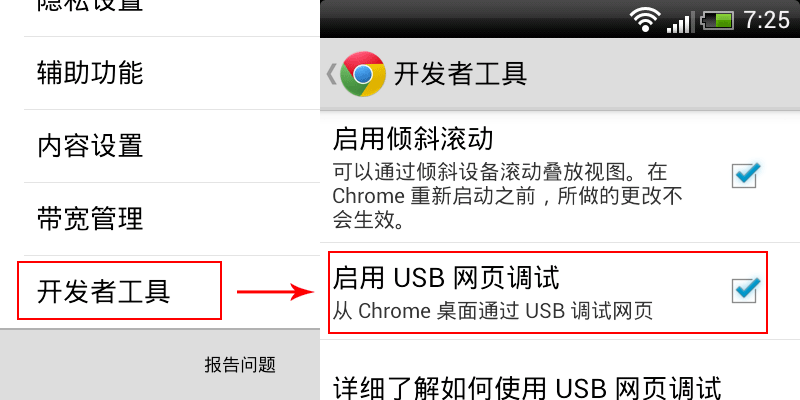 隐私设置
辅助功能
内容设置
带宽管理
开发者工具
报告问题
7:25
开发者工具
启用倾斜滚动
可以通过倾斜设备滚动叠放视图。在
Chrome 重新启动之前，所做的更改不
会生效。
启用 USB 网页调试
从 Chrome 桌面通过 USB 调试网页
详细了解如何使用 USB 网页调试